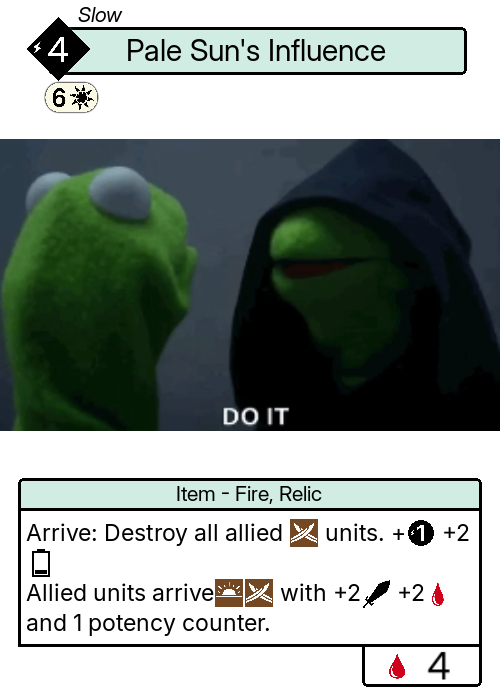 Slow
4 Pale Sun's Influence
6
DO IT
Item - Fire, Relic
Arrive: Destroy all allied units. +1 +2
Allied units arrive with +2 +2
and 1 potency counter.
4